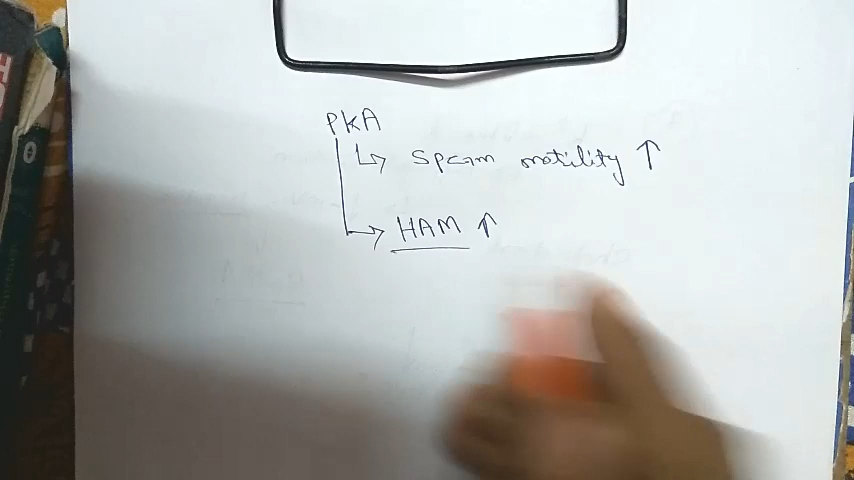 PKA
↳ Sperm motility ↑
↳ HAM ↑